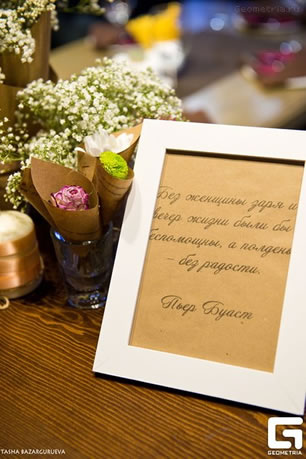 Geometria.ru
Без женщины заря и
вечер жизни были бы
беспомощны, а полдень
– без радости.
Пьер Буаст
TASHA BAZARGURUEVA
GEOMETRIA